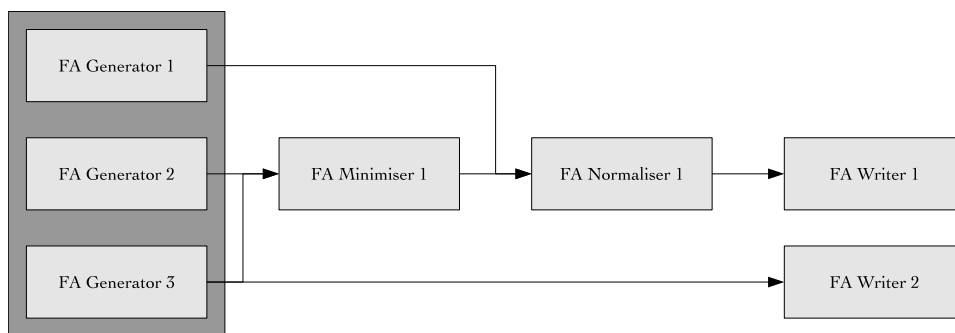 FA Generator 1
FA Generator 2
FA Minimiser 1
FA Normaliser 1
FA Writer 1
FA Generator 3
FA Writer 2